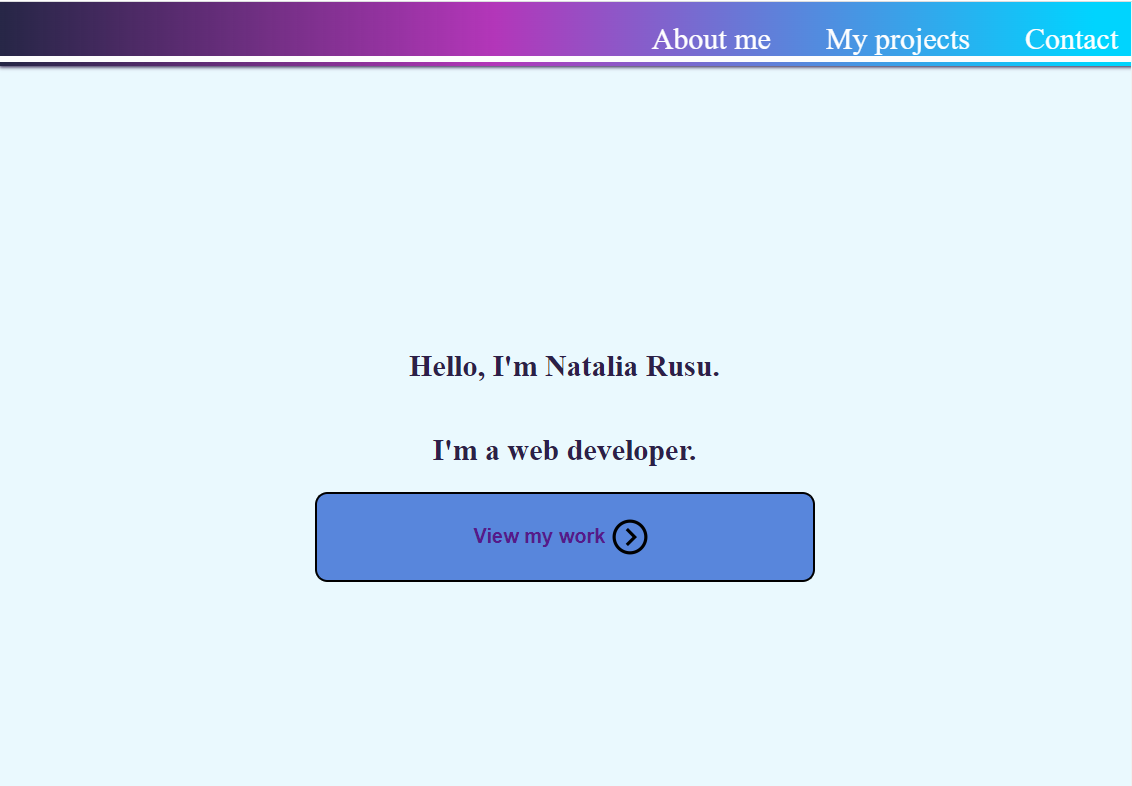 About me My projects Contact
Hello, I'm Natalia Rusu.
I'm a web developer.
View my work